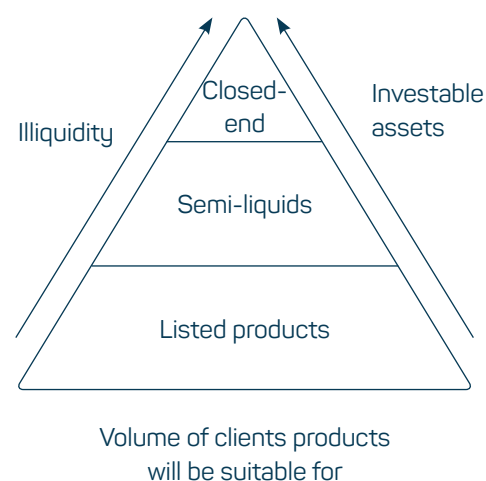 Closed-
end
Illiquidity
Investable
assets
Semi-liquids
Listed products
Volume of clients products
will be suitable for